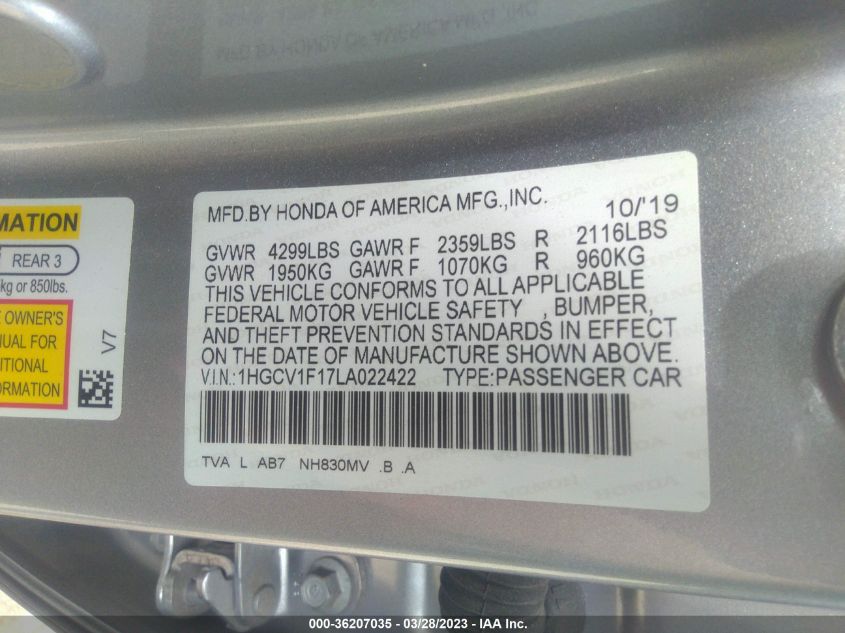 MFD.BY HONDA OF AMERICA MFG.,INC. 10/'19
GVWR 4299LBS GAWR F 2359LBS R 2116LBS
GVWR 1950KG GAWR F 1070KG R 960KG
THIS VEHICLE CONFORMS TO ALL APPLICABLE
FEDERAL MOTOR VEHICLE SAFETY , BUMPER,
AND THEFT PREVENTION STANDARDS IN EFFECT
ON THE DATE OF MANUFACTURE SHOWN ABOVE.
V.I.N.:1HGCV1F17LA022422 TYPE:PASSENGER CAR
TVA L AB7 NH830MV .B .A
RMATION
REAR 3
kg or 850lbs.
OWNER'S
FOR
V7
000-36207035 — 03/28/2023 — IAA Inc.